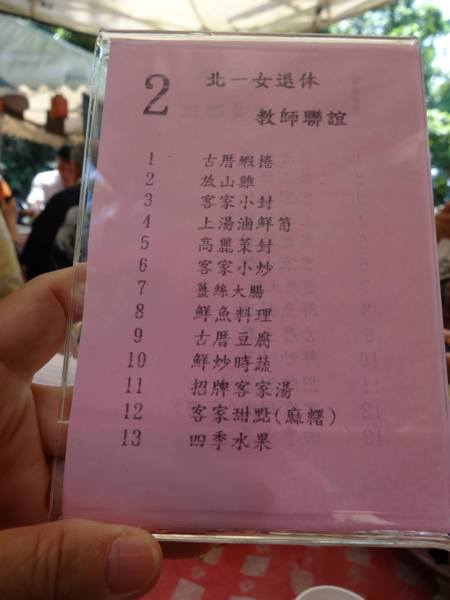 2 北一女退休
教師聯誼
1 古厝蝦捲
2 放山雞
3 客家小封
4 上湯滷鮮筍
5 高麗菜封
6 客家小炒
7 薑絲大腸
8 鮮魚料理
9 古厝豆腐
10 鮮炒時蔬
11 招牌客家湯
12 客家甜點(麻糬)
13 四季水果